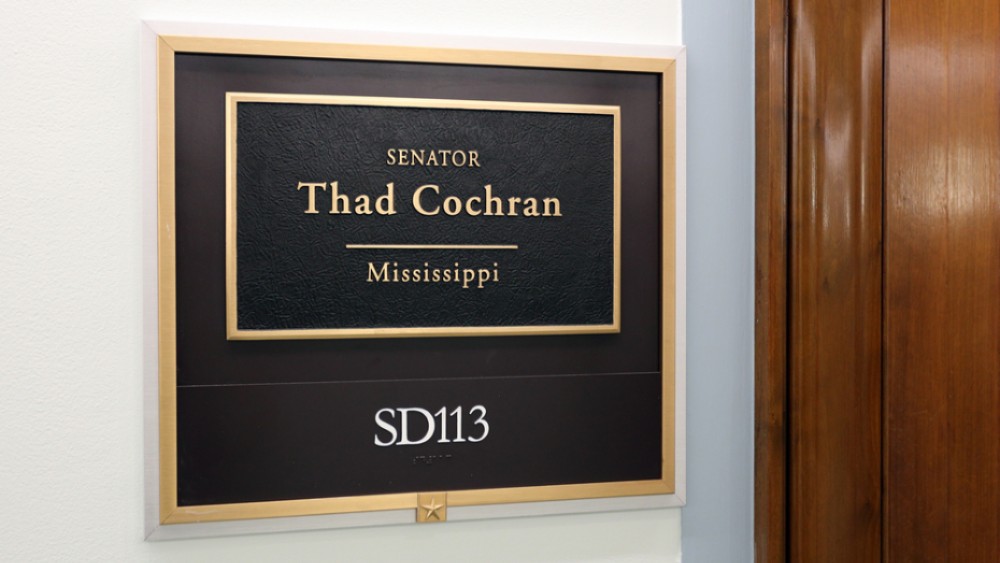 SENATOR
Thad Cochran
Mississippi
SD113